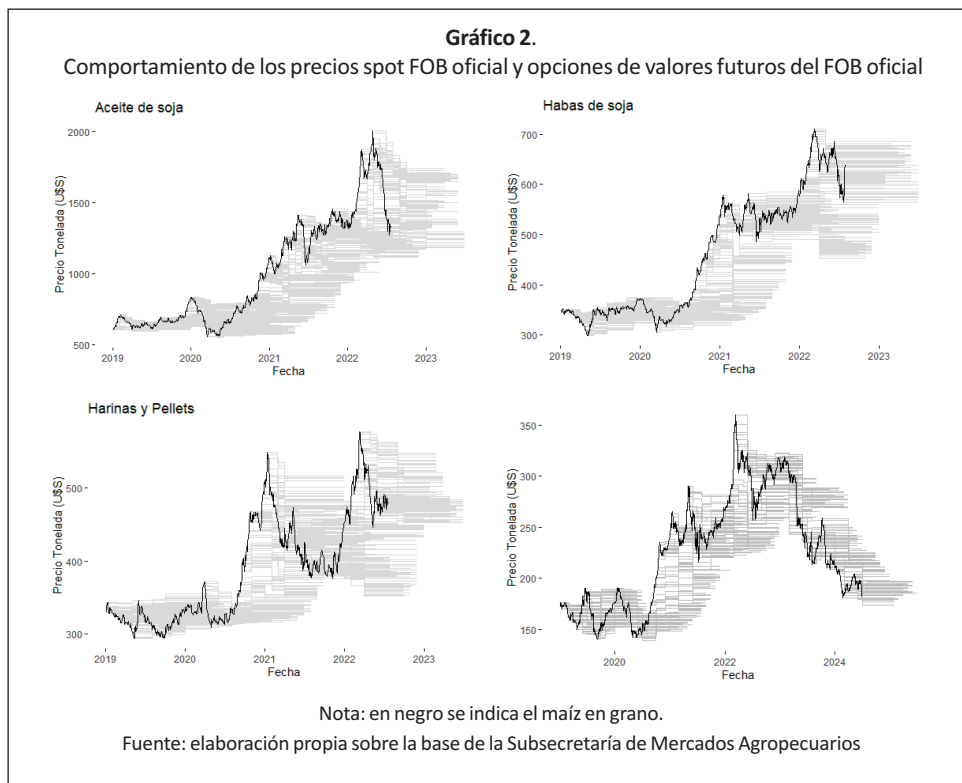 Gráfico 2.
Comportamiento de los precios spot FOB oficial y opciones de valores futuros del FOB oficial
Aceite de soja
Precio Tonelada (U$S)
2000
1500
1000
500
2019 2020 2021 2022 2023
Fecha
Habas de soja
Precio Tonelada (U$S)
700
600
500
400
300
2019 2020 2021 2022 2023
Fecha
Harinas y Pellets
Precio Tonelada (U$S)
500
400
300
2019 2020 2021 2022 2023
Fecha
Precio Tonelada (U$S)
350
300
250
200
150
2020 2022 2024
Fecha
Nota: en negro se indica el maíz en grano.
Fuente: elaboración propia sobre la base de la Subsecretaría de Mercados Agropecuarios